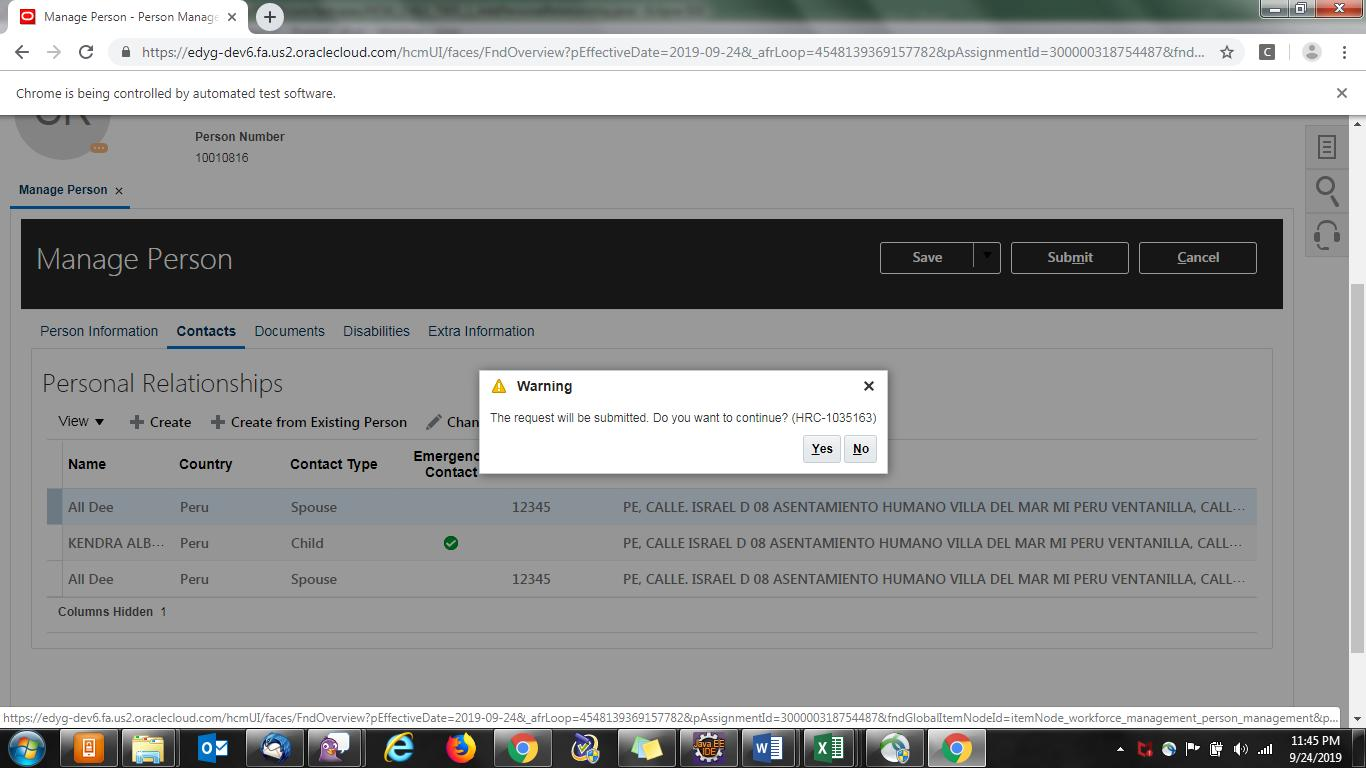 Manage Person - Person Manage
https://edyg-dev6.fa.us2.oraclecloud.com/hcmUI/faces/FndOverview?pEffectiveDate=2019-09-24&_afrLoop=4548139369157782&pAssignmentId=300000318754487&fnd...
C
Chrome is being controlled by automated test software.
Person Number
10010816
Manage Person
Manage Person
Save Submit Cancel
Person Information Contacts Documents Disabilities Extra Information
Personal Relationships
View Create Create from Existing Person Chan
Warning
The request will be submitted. Do you want to continue? (HRC-1035163)
Yes No
Name Country Contact Type Emergenc Contact
All Dee Peru Spouse 12345 PE, CALLE. ISRAEL D 08 ASENTAMIENTO HUMANO VILLA DEL MAR MI PERU VENTANILLA, CALL...
KENDRA ALB... Peru Child PE, CALLE ISRAEL D 08 ASENTAMIENTO HUMANO VILLA DEL MAR MI PERU VENTANILLA, CALL...
All Dee Peru Spouse 12345 PE, CALLE. ISRAEL D 08 ASENTAMIENTO HUMANO VILLA DEL MAR MI PERU VENTANILLA, CALL...
Columns Hidden 1
https://edyg-dev6.fa.us2.oraclecloud.com/hcmUI/faces/FndOverview?pEffectiveDate=2019-09-24&_afrLoop=4548139369157782&pAssignmentId=300000318754487&fndGlobalItemNodeId=itemNode_workforce_management_person_management&p...
Java EE
IDE
11:45 PM
9/24/2019